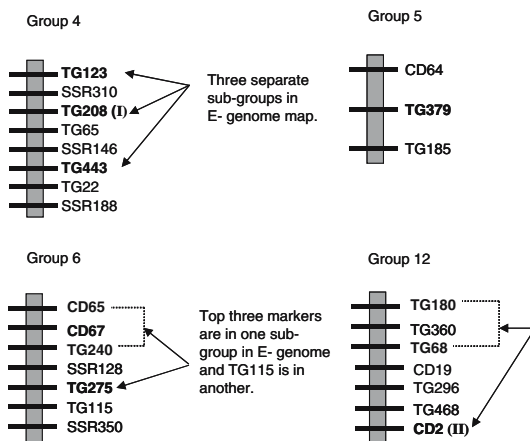 Group 4
TG123
SSR310
TG208 (I)
TG65
SSR146
TG443
TG22
SSR188
Three separate
sub-groups in
E- genome map.
Group 5
CD64
TG379
TG185
Group 6
CD65
CD67
TG240
SSR128
TG275
TG115
SSR350
Top three markers
are in one sub-
group in E- genome
and TG115 is in
another.
Group 12
TG180
TG360
TG68
CD19
TG296
TG468
CD2 (II)